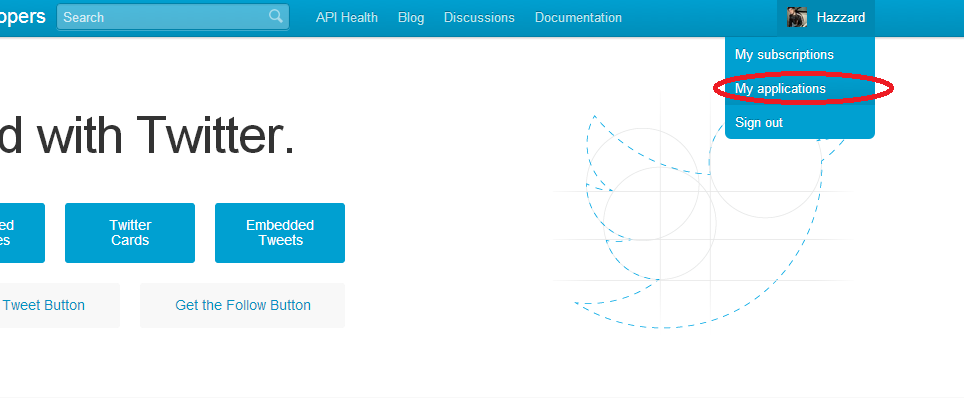 opers Search API Health Blog Discussions Documentation Hazzard
My subscriptions
My applications
Sign out
d with Twitter.
ed
es
Twitter
Cards
Embedded
Tweets
Tweet Button
Get the Follow Button